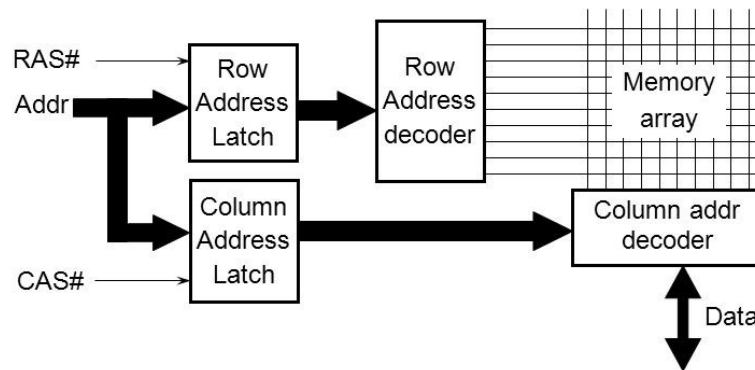 RAS#
Addr
Row
Address
Latch
Row
Address
decoder
Memory
array
Column
Address
Latch
CAS#
Column addr
decoder
Data